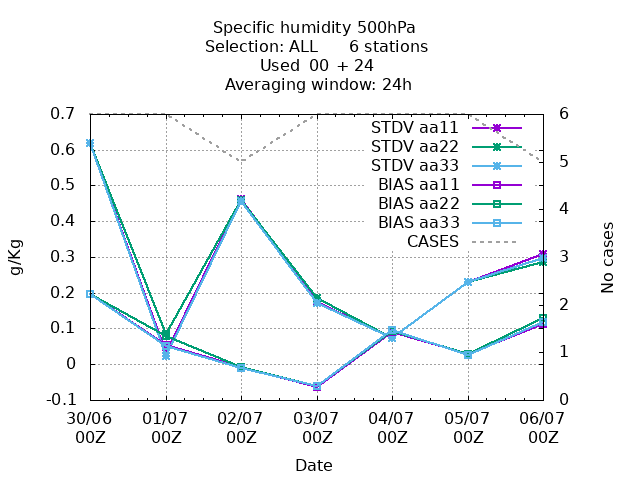 Specific humidity 500hPa
Selection: ALL 6 stations
Used 00 + 24
Averaging window: 24h
0.7
0.6
0.5
0.4
0.3
0.2
0.1
0
-0.1
g/Kg
6
5
4
3
2
1
0
No cases
STDV aa11
STDV aa22
STDV aa33
BIAS aa11
BIAS aa22
BIAS aa33
CASES
30/06 01/07 02/07 03/07 04/07 05/07 06/07
00Z 00Z 00Z 00Z 00Z 00Z 00Z
Date